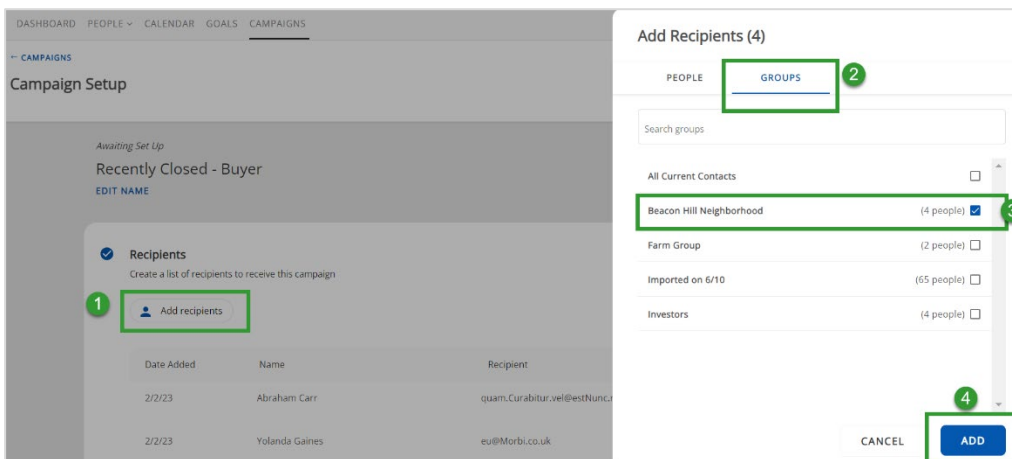 DASHBOARD PEOPLE CALENDAR GOALS CAMPAIGNS
← CAMPAIGNS
Campaign Setup
Awaiting Set Up
Recently Closed - Buyer
EDIT NAME
Recipients
Create a list of recipients to receive this campaign
1
Add recipients
Date Added Name Recipient
2/2/23 Abraham Carr quam.Curabitur.vel@estNunc.
2/2/23 Yolanda Gaines eu@Morbi.co.uk
Add Recipients (4)
PEOPLE GROUPS 2
Search groups
All Current Contacts
Beacon Hill Neighborhood (4 people) 3
Farm Group (2 people)
Imported on 6/10 (65 people)
Investors (4 people)
4
CANCEL ADD